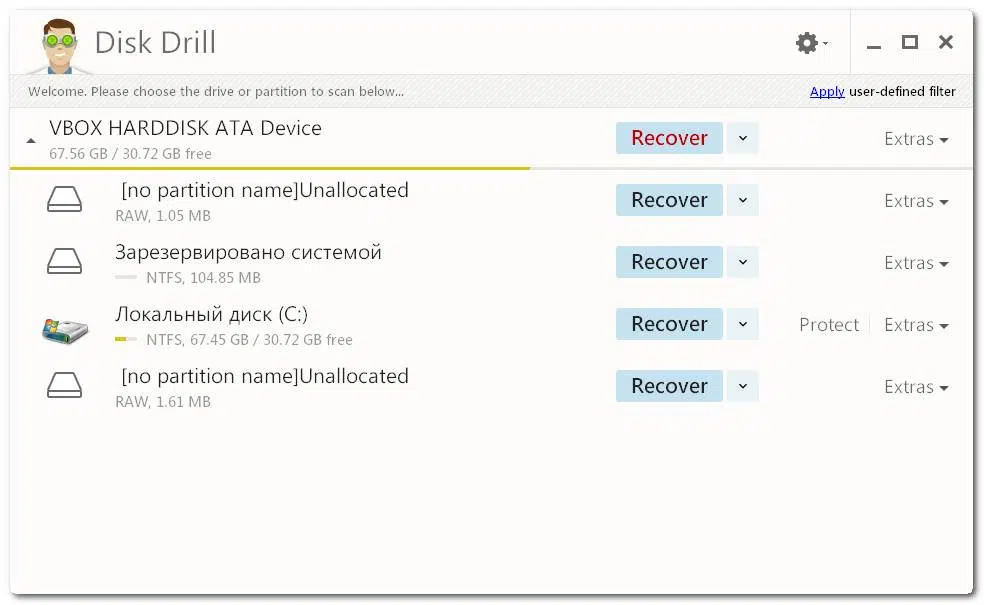 Disk Drill
Welcome. Please choose the drive or partition to scan below... Apply user-defined filter
VBOX HARDDISK ATA Device
67.56 GB / 30.72 GB free
Recover Extras
[no partition name]Unallocated
RAW, 1.05 MB
Recover Extras
Зарезервировано системой
NTFS, 104.85 MB
Recover Extras
Локальный диск (C:)
NTFS, 67.45 GB / 30.72 GB free
Recover Protect Extras
[no partition name]Unallocated
RAW, 1.61 MB
Recover Extras